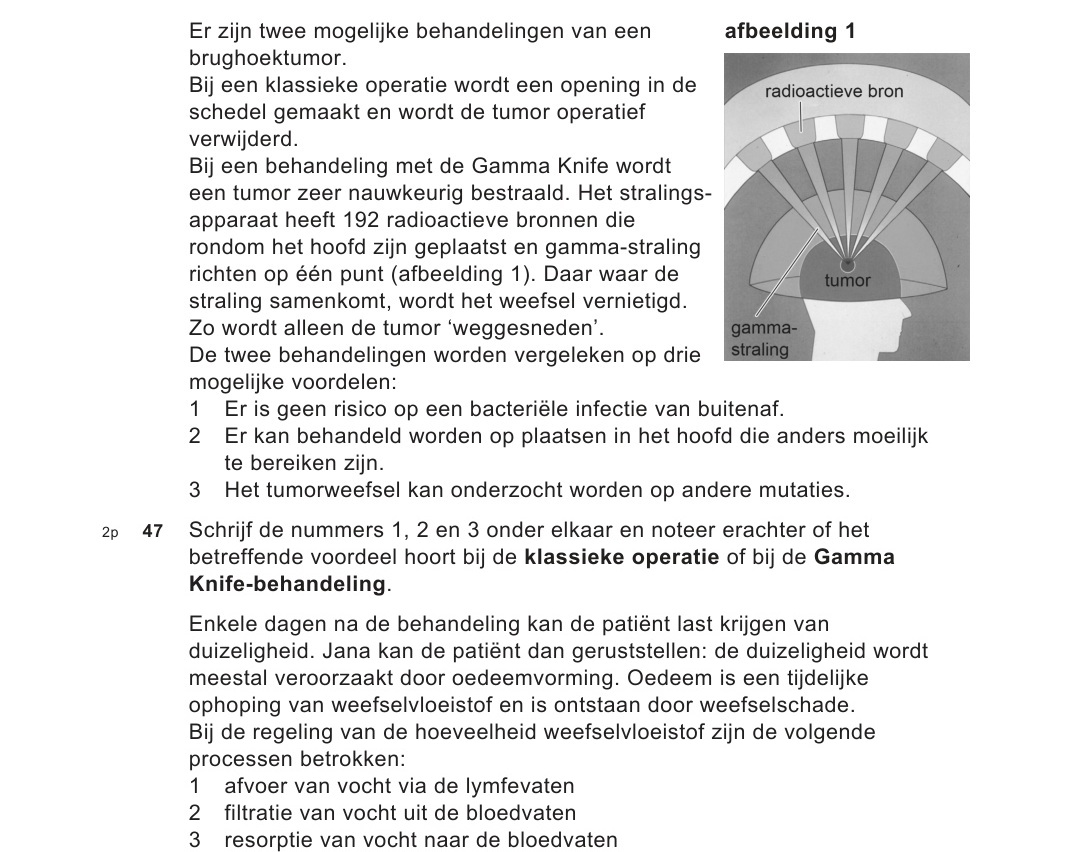 Er zijn twee mogelijke behandelingen van een
brughoektumor.
Bij een klassieke operatie wordt een opening in de
schedel gemaakt en wordt de tumor operatief
verwijderd.
Bij een behandeling met de Gamma Knife wordt
een tumor zeer nauwkeurig bestraald. Het stralings-
apparaat heeft 192 radioactieve bronnen die
rondom het hoofd zijn geplaatst en gamma-straling
richten op één punt (afbeelding 1). Daar waar de
straling samenkomt, wordt het weefsel vernietigd.
Zo wordt alleen de tumor ‘weggesneden’.
De twee behandelingen worden vergeleken op drie
mogelijke voordelen:
afbeelding 1
radioactieve bron
tumor
gamma-
straling
1 Er is geen risico op een bacteriële infectie van buitenaf.
2 Er kan behandeld worden op plaatsen in het hoofd die anders moeilijk
te bereiken zijn.
3 Het tumorweefsel kan onderzocht worden op andere mutaties.
2p 47 Schrijf de nummers 1, 2 en 3 onder elkaar en noteer erachter of het
betreffende voordeel hoort bij de klassieke operatie of bij de Gamma
Knife-behandeling.
Enkele dagen na de behandeling kan de patiënt last krijgen van
duizeligheid. Jana kan de patiënt dan geruststellen: de duizeligheid wordt
meestal veroorzaakt door oedeemvorming. Oedeem is een tijdelijke
ophoping van weefselvloeistof en is ontstaan door weefselschade.
Bij de regeling van de hoeveelheid weefselvloeistof zijn de volgende
processen betrokken:
1 afvoer van vocht via de lymfevaten
2 filtratie van vocht uit de bloedvaten
3 resorptie van vocht naar de bloedvaten